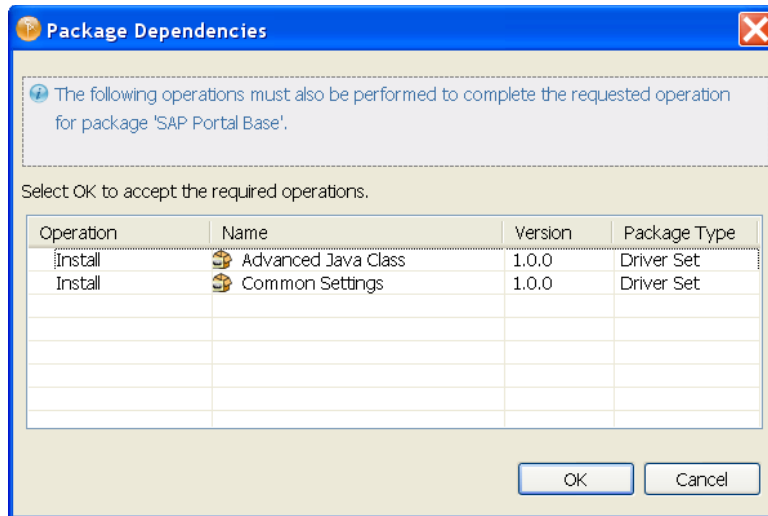 Package Dependencies
The following operations must also be performed to complete the requested operation
for package 'SAP Portal Base'.
Select OK to accept the required operations.
Operation Name Version Package Type
Install Advanced Java Class 1.0.0 Driver Set
Install Common Settings 1.0.0 Driver Set
OK Cancel